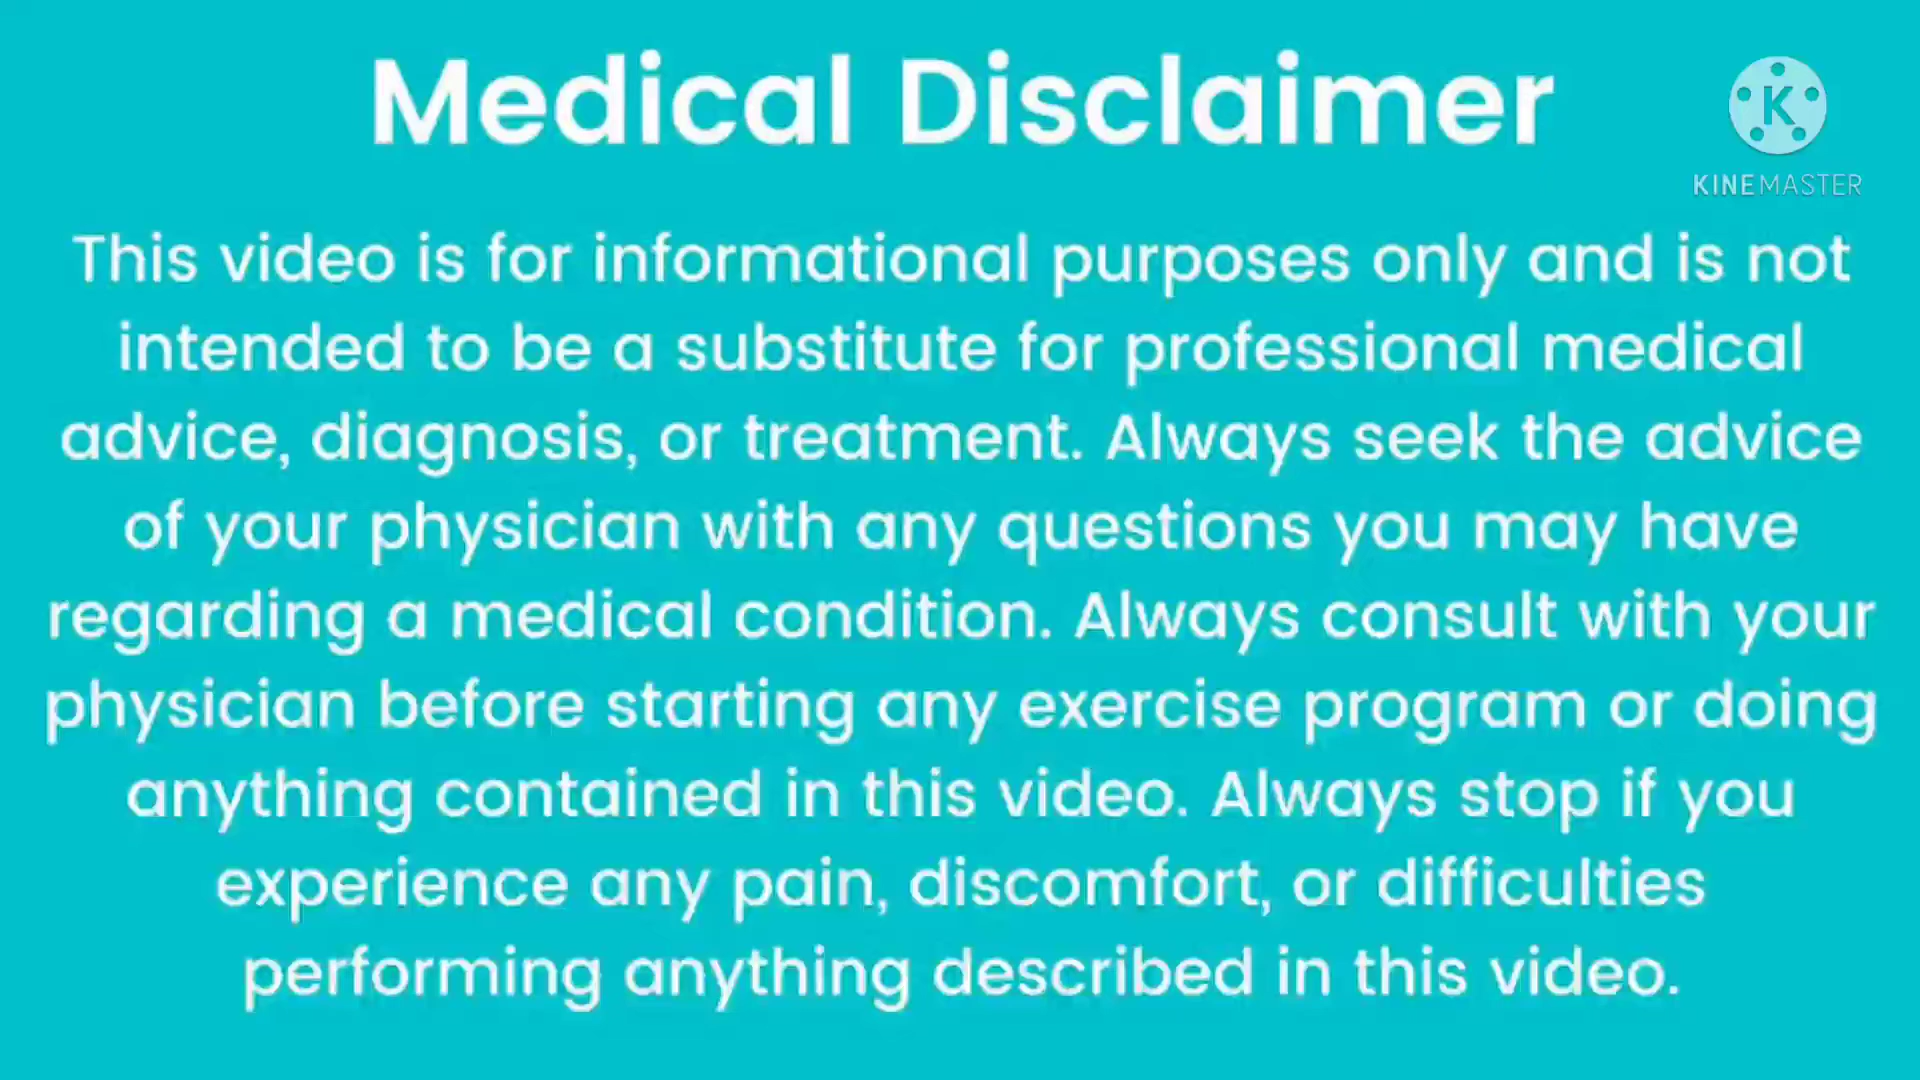 Medical Disclaimer
K
KINEMASTER
This video is for informational purposes only and is not
intended to be a substitute for professional medical
advice, diagnosis, or treatment. Always seek the advice
of your physician with any questions you may have
regarding a medical condition. Always consult with your
physician before starting any exercise program or doing
anything contained in this video. Always stop if you
experience any pain, discomfort, or difficulties
performing anything described in this video.